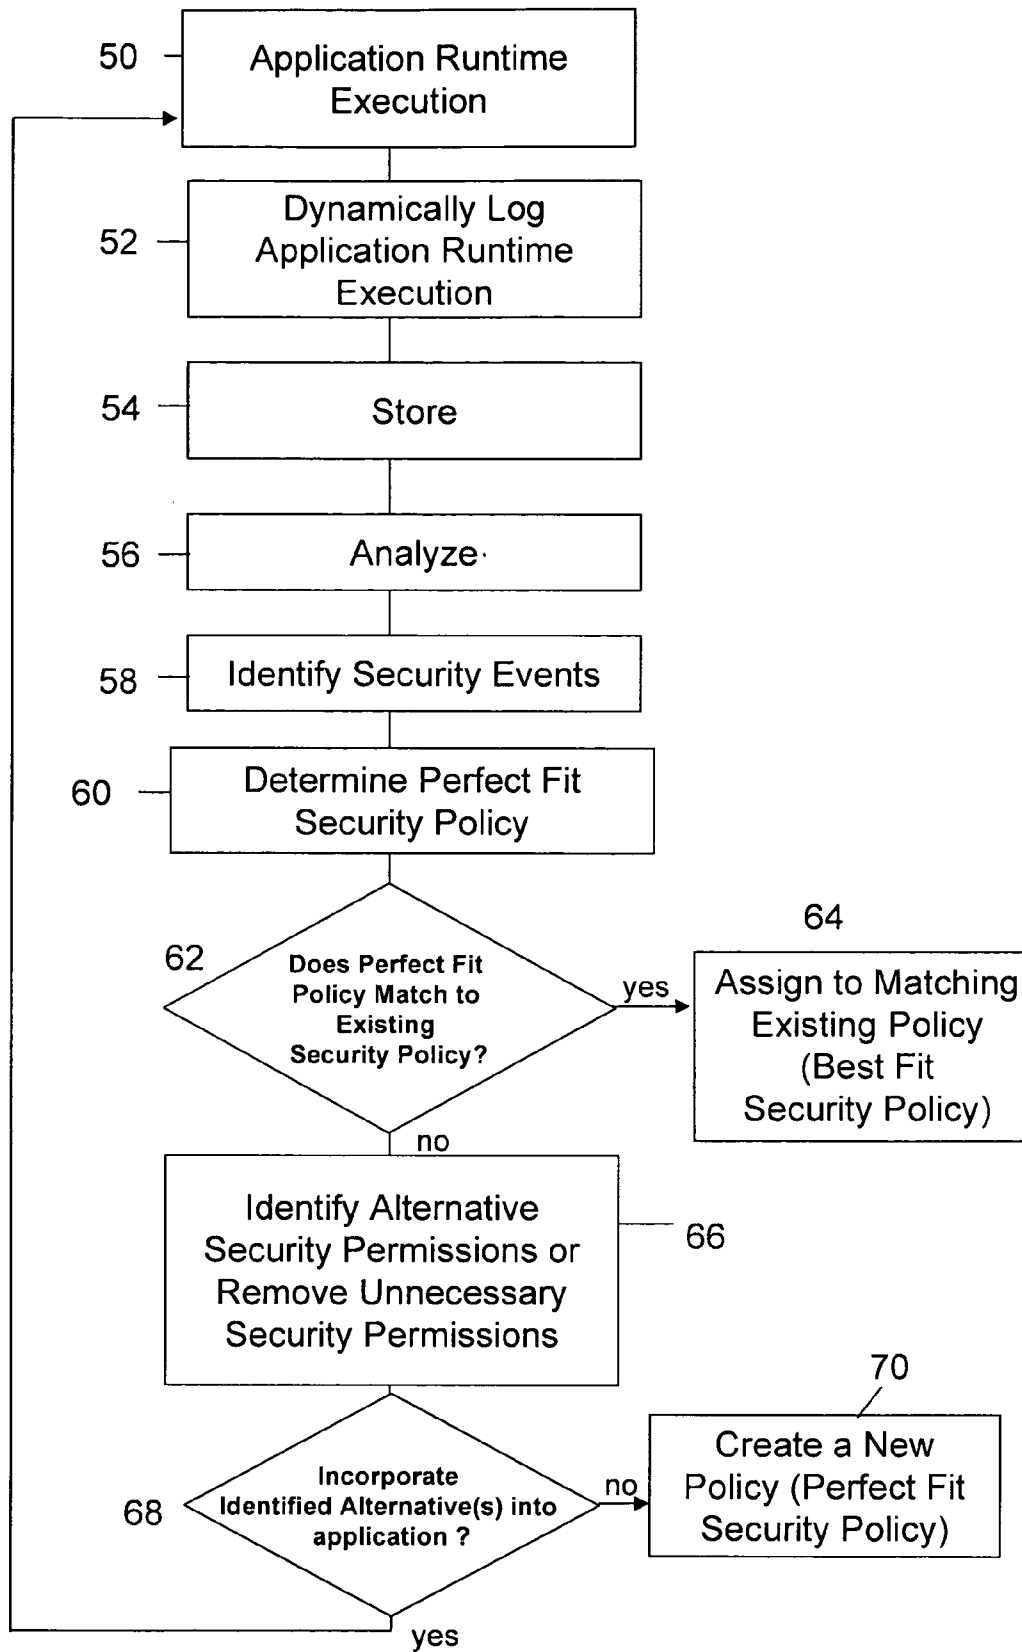 50
Application Runtime
Execution
52
Dynamically Log
Application Runtime
Execution
54
Store
56
Analyze
58
Identify Security Events
60
Determine Perfect Fit
Security Policy
62
Does Perfect Fit
Policy Match to
Existing
Security Policy?
yes
64
Assign to Matching
Existing Policy
(Best Fit
Security Policy)
no
Identify Alternative
Security Permissions or
Remove Unnecessary
Security Permissions
66
68
Incorporate
Identified Alternative(s) into
application ?
no
70
Create a New
Policy (Perfect Fit
Security Policy)
yes